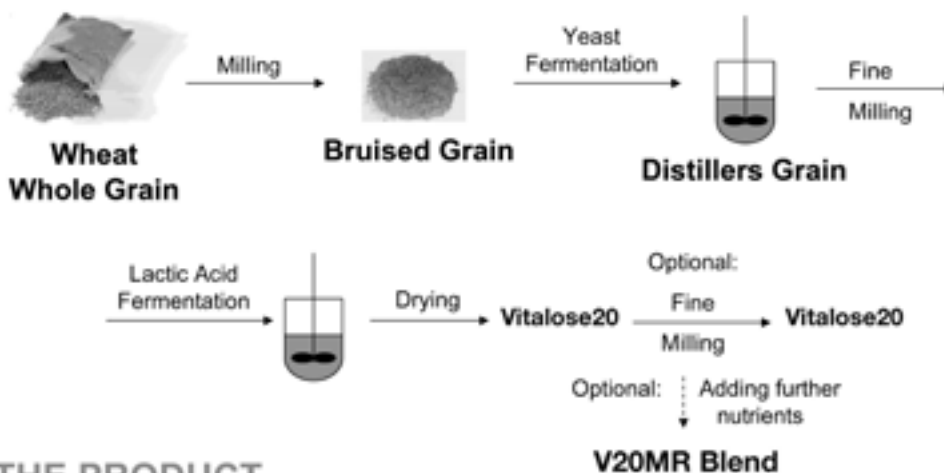 Milling
Yeast
Fermentation
Fine
Milling
Wheat
Whole Grain
Bruised Grain
Distillers Grain
Lactic Acid
Fermentation
Drying
Vitalose20
Optional:
Fine
Milling
Vitalose20
Optional:
Adding further
nutrients
V20MR Blend
THE PRODUCT